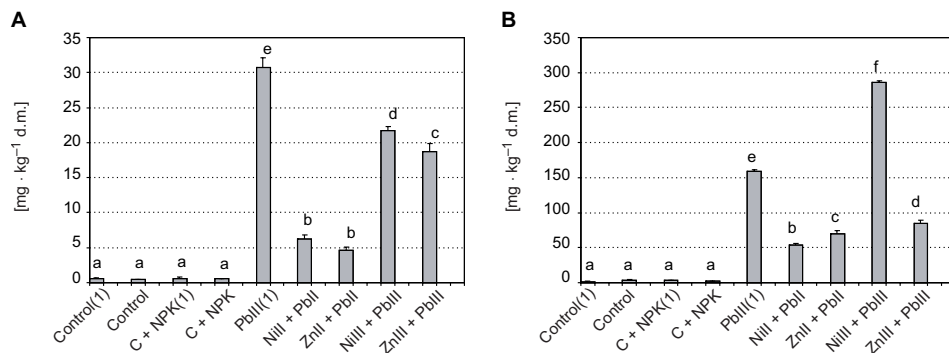 A
[mg · kg⁻¹ d.m.]
35
30
25
20
15
10
5
0
a
a
a
a
e
b
b
d
c
Control(1)
Control
C + NPK(1)
C + NPK
PbIII(1)
NiII + PbII
ZnII + PbII
NiIII + PbIII
ZnIII + PbIII
B
[mg · kg⁻¹ d.m.]
350
300
250
200
150
100
50
0
a
a
a
a
e
b
c
f
d
Control(1)
Control
C + NPK(1)
C + NPK
PbIII(1)
NiII + PbII
ZnII + PbII
NiIII + PbIII
ZnIII + PbIII